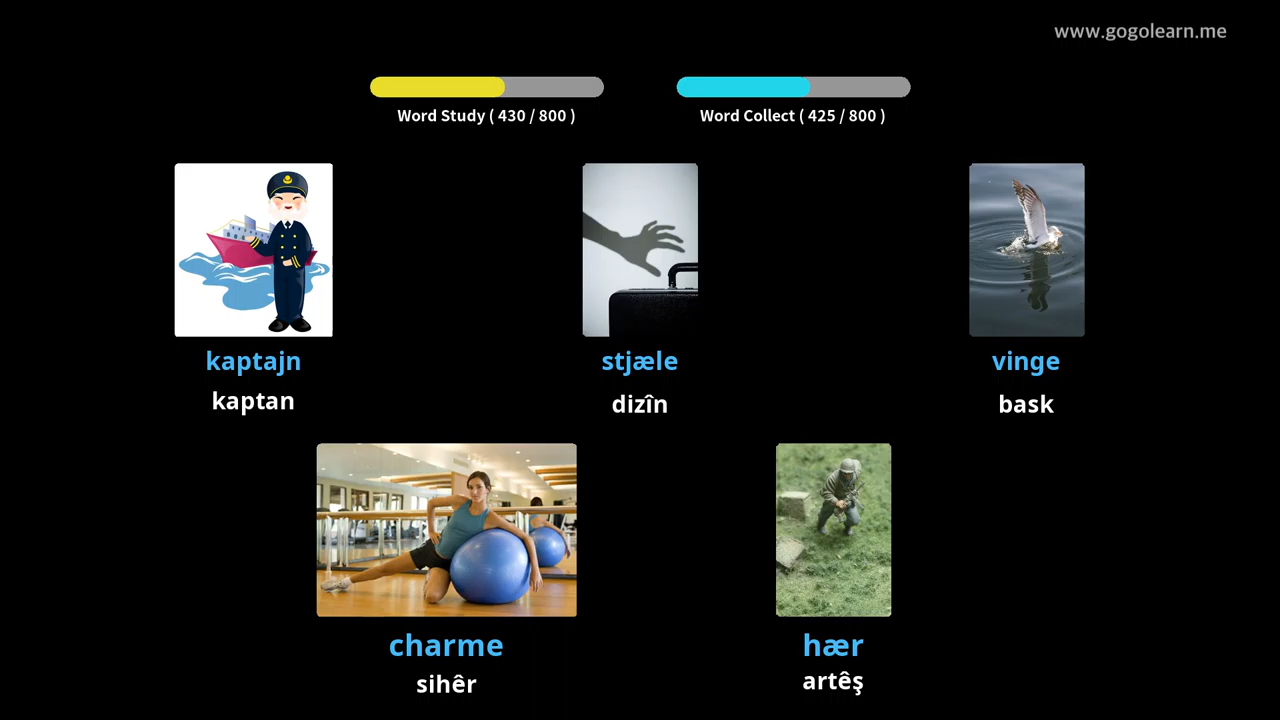 www.gogolearn.me
Word Study ( 430 / 800 )
Word Collect ( 425 / 800 )
kaptajn
kaptan
stjæle
dizîn
vinge
bask
charme
sihêr
hær
artêş